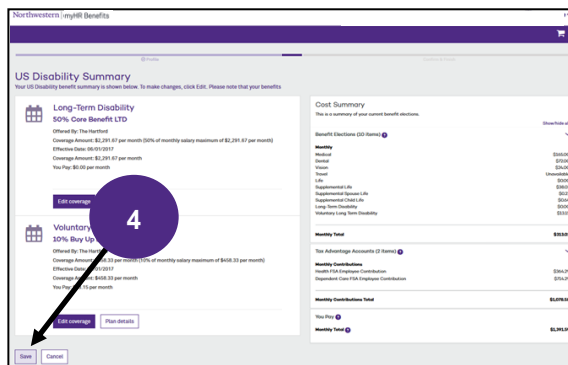 Northwestern myHR Benefits
Profile
US Disability Summary
Your US Disability benefit summary is shown below. To make changes, click Edit. Please note that your benefits
Long-Term Disability
50% Core Benefit LTD
Offered By: The Hartford
Coverage Amount: $2,291.67 per month (50% of monthly salary maximum of $2,291.67 per month)
Effective Date: 06/01/2017
Coverage Amount: $2,291.67 per month
You Pay: $0.00 per month
Edit coverage
4
Voluntary
10% Buy Up
Offered By: The Hartford
Coverage Amount: $458.33 per month (10% of monthly salary maximum of $458.33 per month)
Effective Date: 06/01/2017
Coverage Amount: $458.33 per month
You Pay: .15 per month
Edit coverage
Plan details
Save
Cancel
Cost Summary
This is a summary of your current benefit elections.
Show/hide
Benefit Elections (10 items)
Monthly
Medical
Dental
Vision
Travel Unavailable
Life
Supplemental Life
Supplemental Spouse Life
Supplemental Child Life
Long-Term Disability
Voluntary Long Term Disability
Monthly Total
Tax Advantage Accounts (2 items)
Monthly Contributions
Health FSA Employee Contribution
Dependent Care FSA Employee Contribution
Monthly Contributions Total
You Pay
Monthly Total